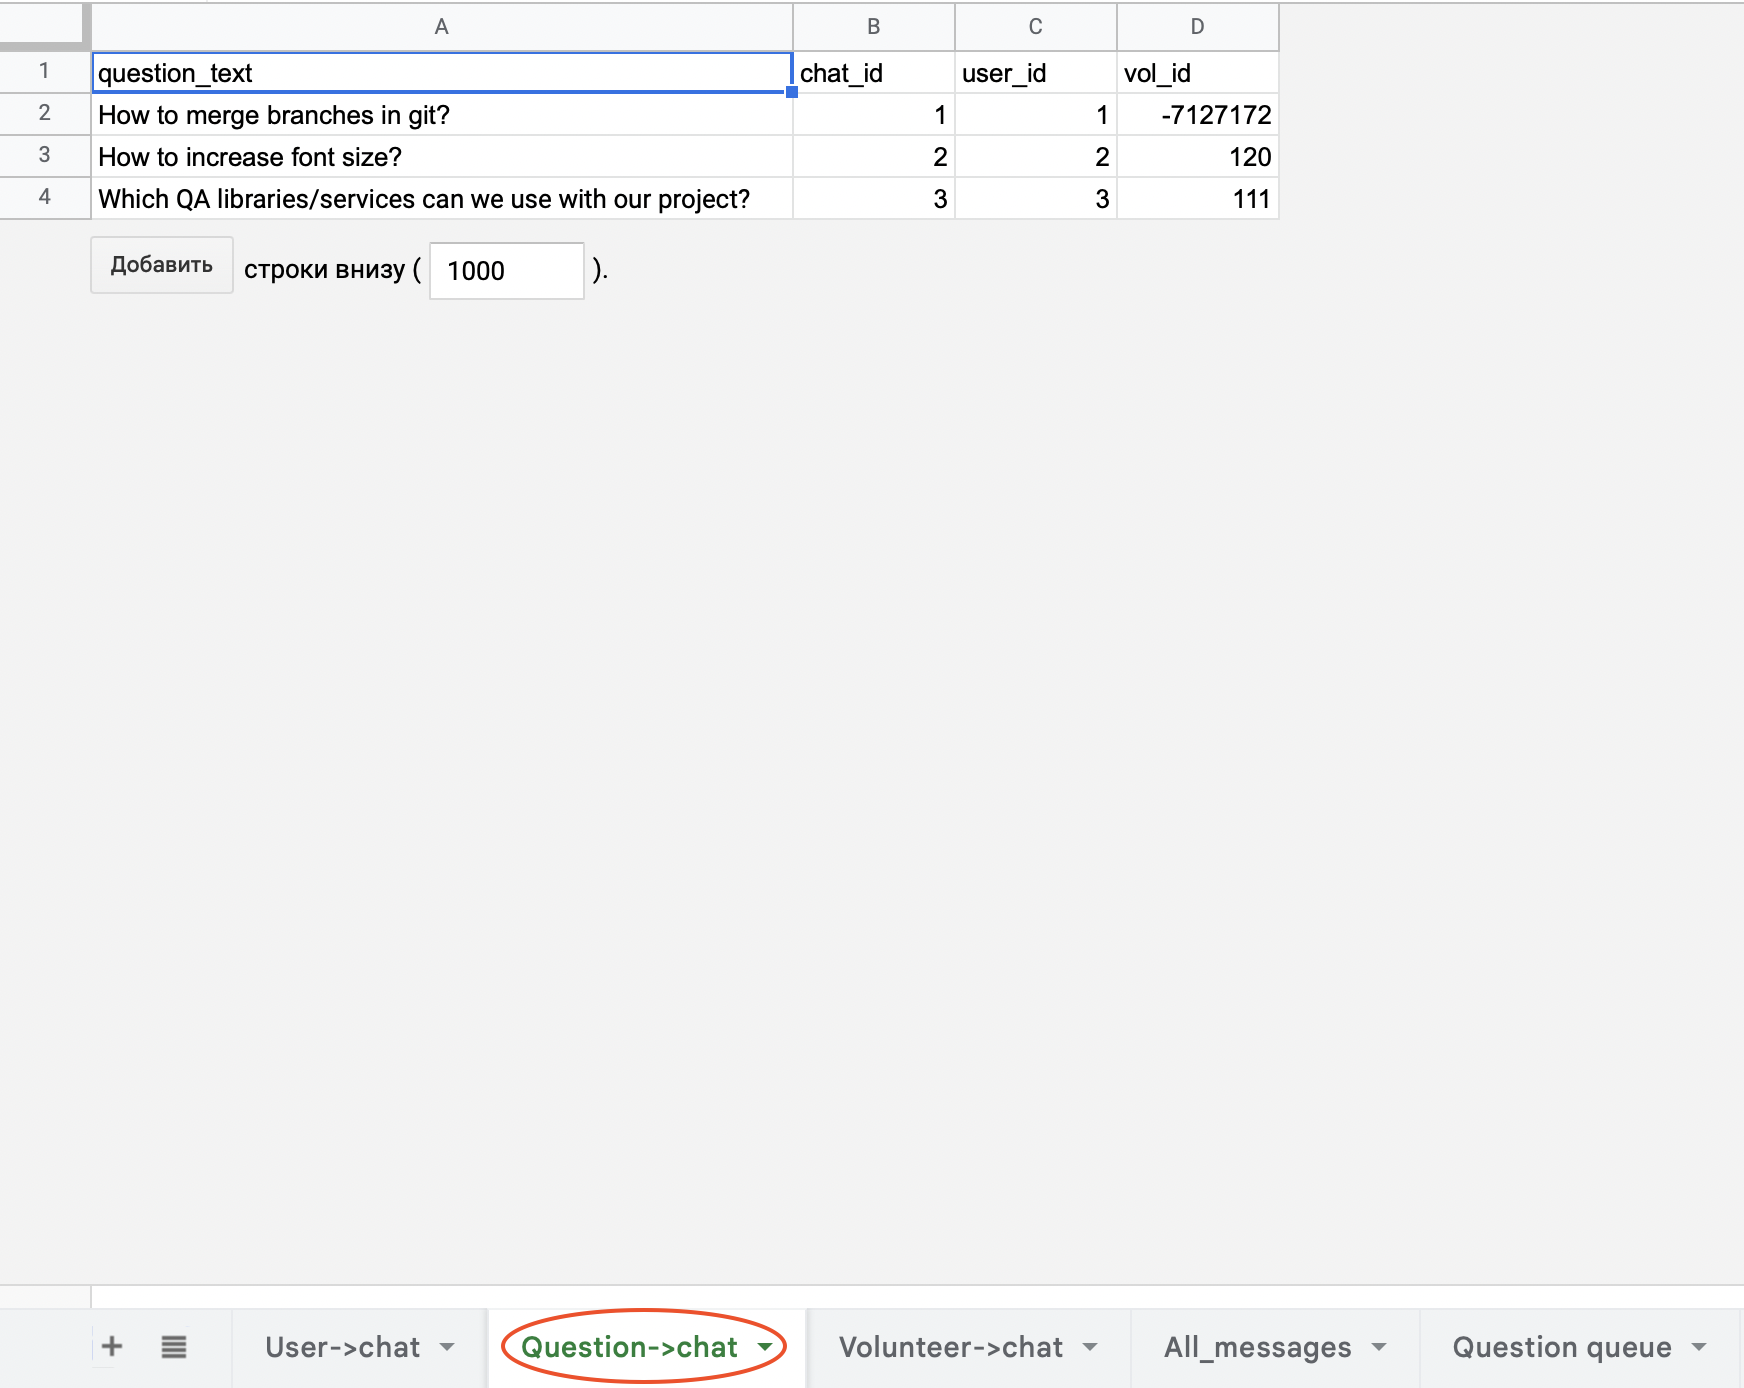 A B C D
1 question_text chat_id user_id vol_id
2 How to merge branches in git? 1 1 -7127172
3 How to increase font size? 2 2 120
4 Which QA libraries/services can we use with our project? 3 3 111
Добавить строки внизу ( 1000 ).
User->chat Question->chat Volunteer->chat All_messages Question queue